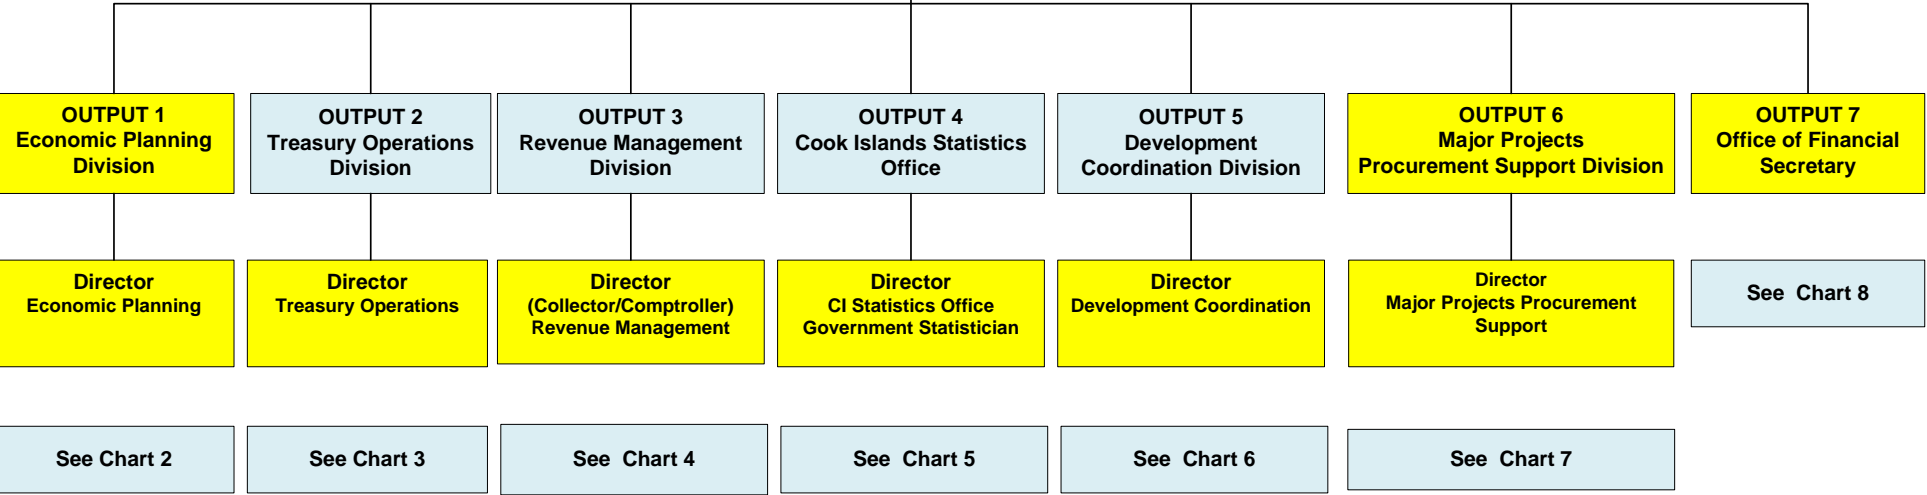 OUTPUT 1
Economic Planning
Division
OUTPUT 2
Treasury Operations
Division
OUTPUT 3
Revenue Management
Division
OUTPUT 4
Cook Islands Statistics
Office
OUTPUT 5
Development
Coordination Division
OUTPUT 6
Major Projects
Procurement Support Division
OUTPUT 7
Office of Financial
Secretary
Director
Economic Planning
Director
Treasury Operations
Director
(Collector/Comptroller)
Revenue Management
Director
CI Statistics Office
Government Statistician
Director
Development Coordination
Director
Major Projects Procurement
Support
See Chart 8
See Chart 2
See Chart 3
See Chart 4
See Chart 5
See Chart 6
See Chart 7